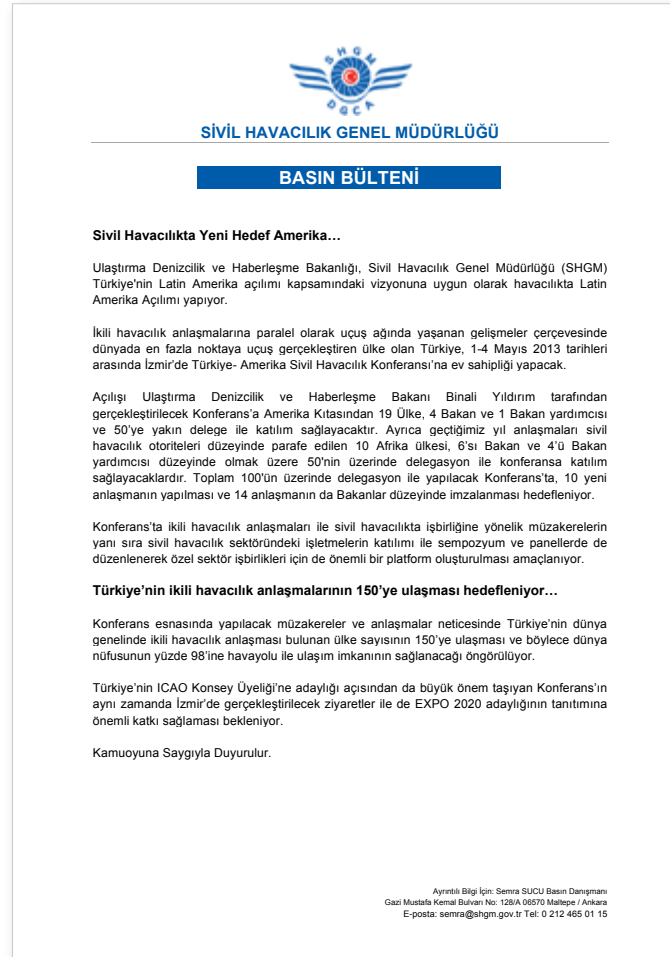 SHGM
DGCA
SİVİL HAVACILIK GENEL MÜDÜRLÜĞÜ
BASIN BÜLTENİ
Sivil Havacılıkta Yeni Hedef Amerika…
Ulaştırma Denizcilik ve Haberleşme Bakanlığı, Sivil Havacılık Genel Müdürlüğü (SHGM)
Türkiye'nin Latin Amerika açılımı kapsamındaki vizyonuna uygun olarak havacılıkta Latin
Amerika Açılımı yapıyor.
İkili havacılık anlaşmalarına paralel olarak uçuş ağında yaşanan gelişmeler çerçevesinde
dünyada en fazla noktaya uçuş gerçekleştiren ülke olan Türkiye, 1-4 Mayıs 2013 tarihleri
arasında İzmir'de Türkiye- Amerika Sivil Havacılık Konferansı'na ev sahipliği yapacak.
Açılışı Ulaştırma Denizcilik ve Haberleşme Bakanı Binali Yıldırım tarafından
gerçekleştirilecek Konferans'a Amerika Kıtasından 19 Ülke, 4 Bakan ve 1 Bakan yardımcısı
ve 50'ye yakın delege ile katılım sağlayacaktır. Ayrıca geçtiğimiz yıl anlaşmaları sivil
havacılık otoriteleri düzeyinde parafe edilen 10 Afrika ülkesi, 6'sı Bakan ve 4'ü Bakan
yardımcısı düzeyinde olmak üzere 50'nin üzerinde delegasyon ile konferansa katılım
sağlayacaklardır. Toplam 100'ün üzerinde delegasyon ile yapılacak Konferans'ta, 10 yeni
anlaşmanın yapılması ve 14 anlaşmanın da Bakanlar düzeyinde imzalanması hedefleniyor.
Konferans'ta ikili havacılık anlaşmaları ile sivil havacılıkta işbirliğine yönelik müzakerelerin
yanı sıra sivil havacılık sektöründeki işletmelerin katılımı ile sempozyum ve panellerde de
düzenlenerek özel sektör işbirlikleri için de önemli bir platform oluşturulması amaçlanıyor.
Türkiye'nin ikili havacılık anlaşmalarının 150'ye ulaşması hedefleniyor…
Konferans esnasında yapılacak müzakereler ve anlaşmalar neticesinde Türkiye'nin dünya
genelinde ikili havacılık anlaşması bulunan ülke sayısının 150'ye ulaşması ve böylece dünya
nüfusunun yüzde 98'ine havayolu ile ulaşım imkanının sağlanacağı öngörülüyor.
Türkiye'nin ICAO Konsey Üyeliği'ne adaylığı açısından da büyük önem taşıyan Konferans'ın
aynı zamanda İzmir'de gerçekleştirilecek ziyaretler ile de EXPO 2020 adaylığının tanıtımına
önemli katkı sağlaması bekleniyor.
Kamuoyuna Saygıyla Duyurulur.
Ayrıntılı Bilgi İçin: Semra SUCU Basın Danışmanı
Gazi Mustafa Kemal Bulvarı No: 128/A 06570 Maltepe / Ankara
E-posta: semra@shgm.gov.tr Tel: 0 212 465 01 15